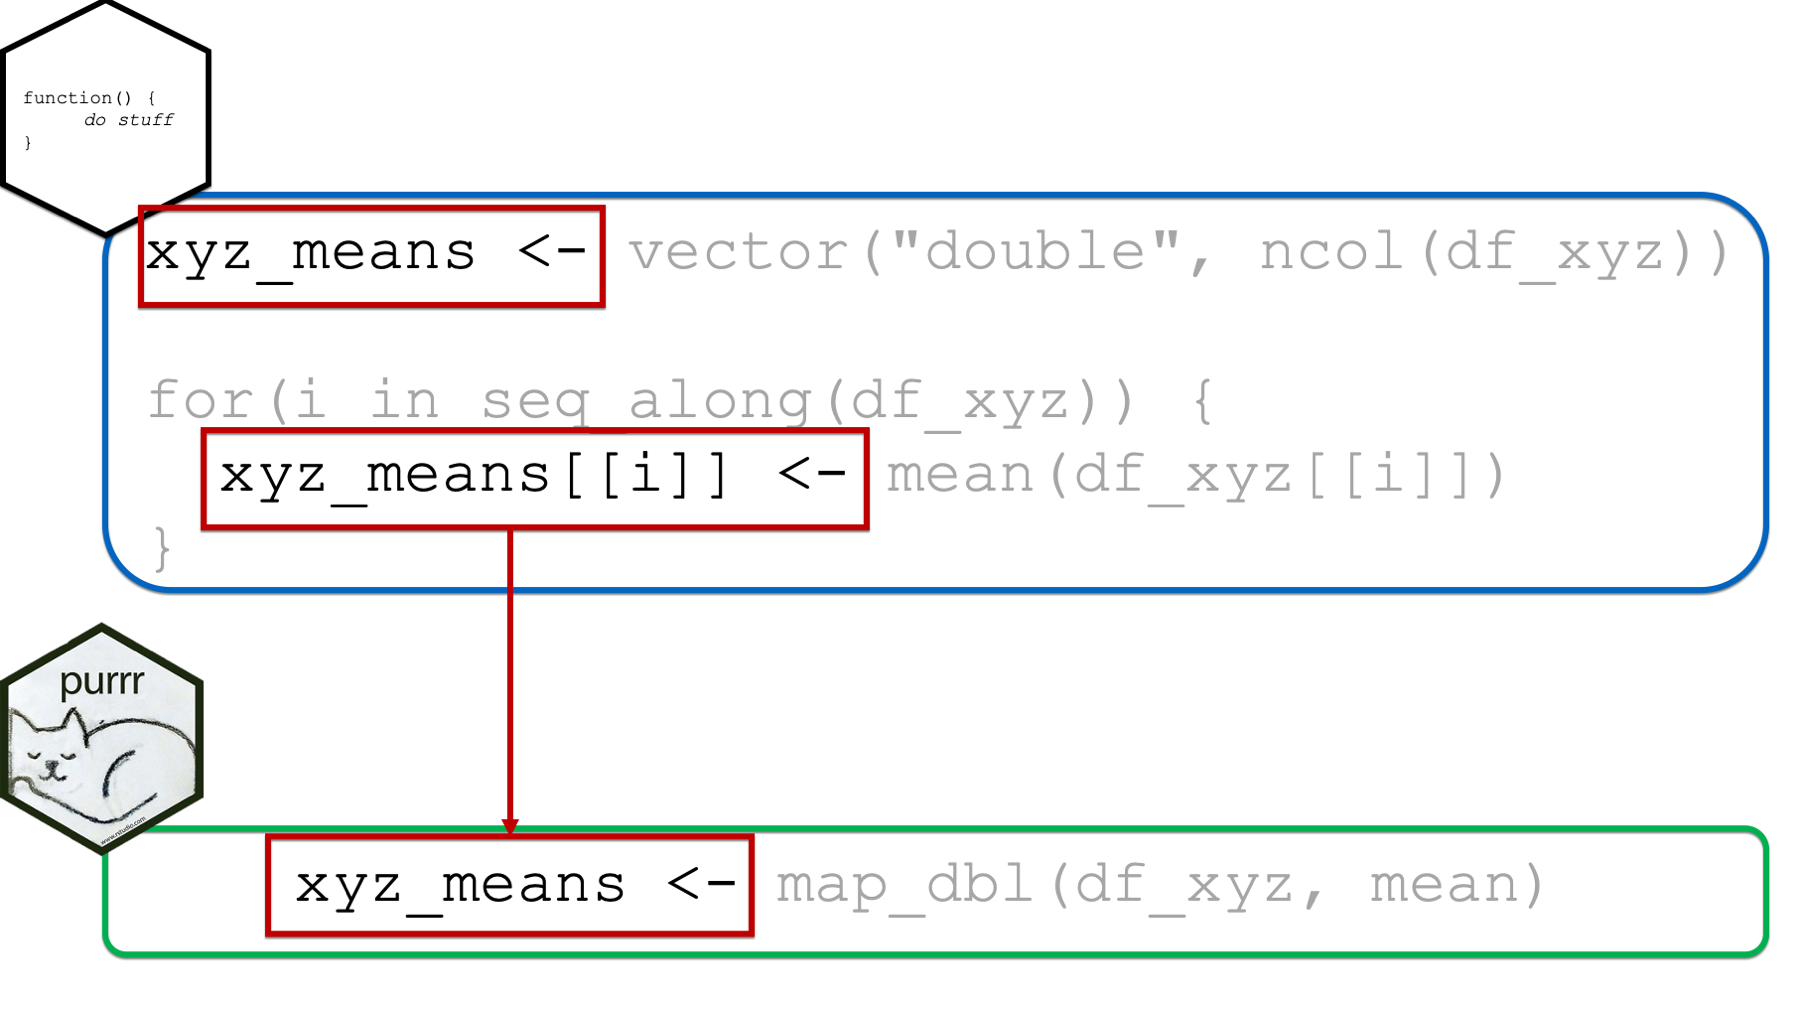 function() {
do stuff
}
xyz_means <- vector("double", ncol(df_xyz))
for(i in seq_along(df_xyz)) {
xyz_means[[i]] <- mean(df_xyz[[i]])
}
purrr
www.rstudio.com
xyz_means <- map_dbl(df_xyz, mean)